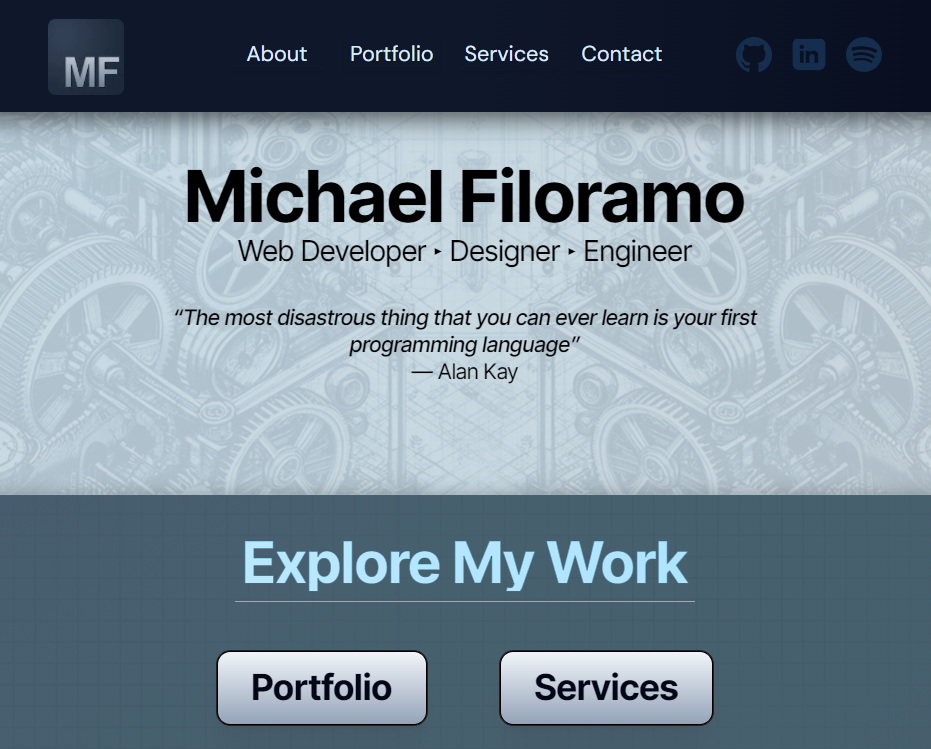 MF
About Portfolio Services Contact
in
Michael Filoramo
Web Developer ‣ Designer ‣ Engineer
“The most disastrous thing that you can ever learn is your first
programming language”
— Alan Kay
Explore My Work
Portfolio Services